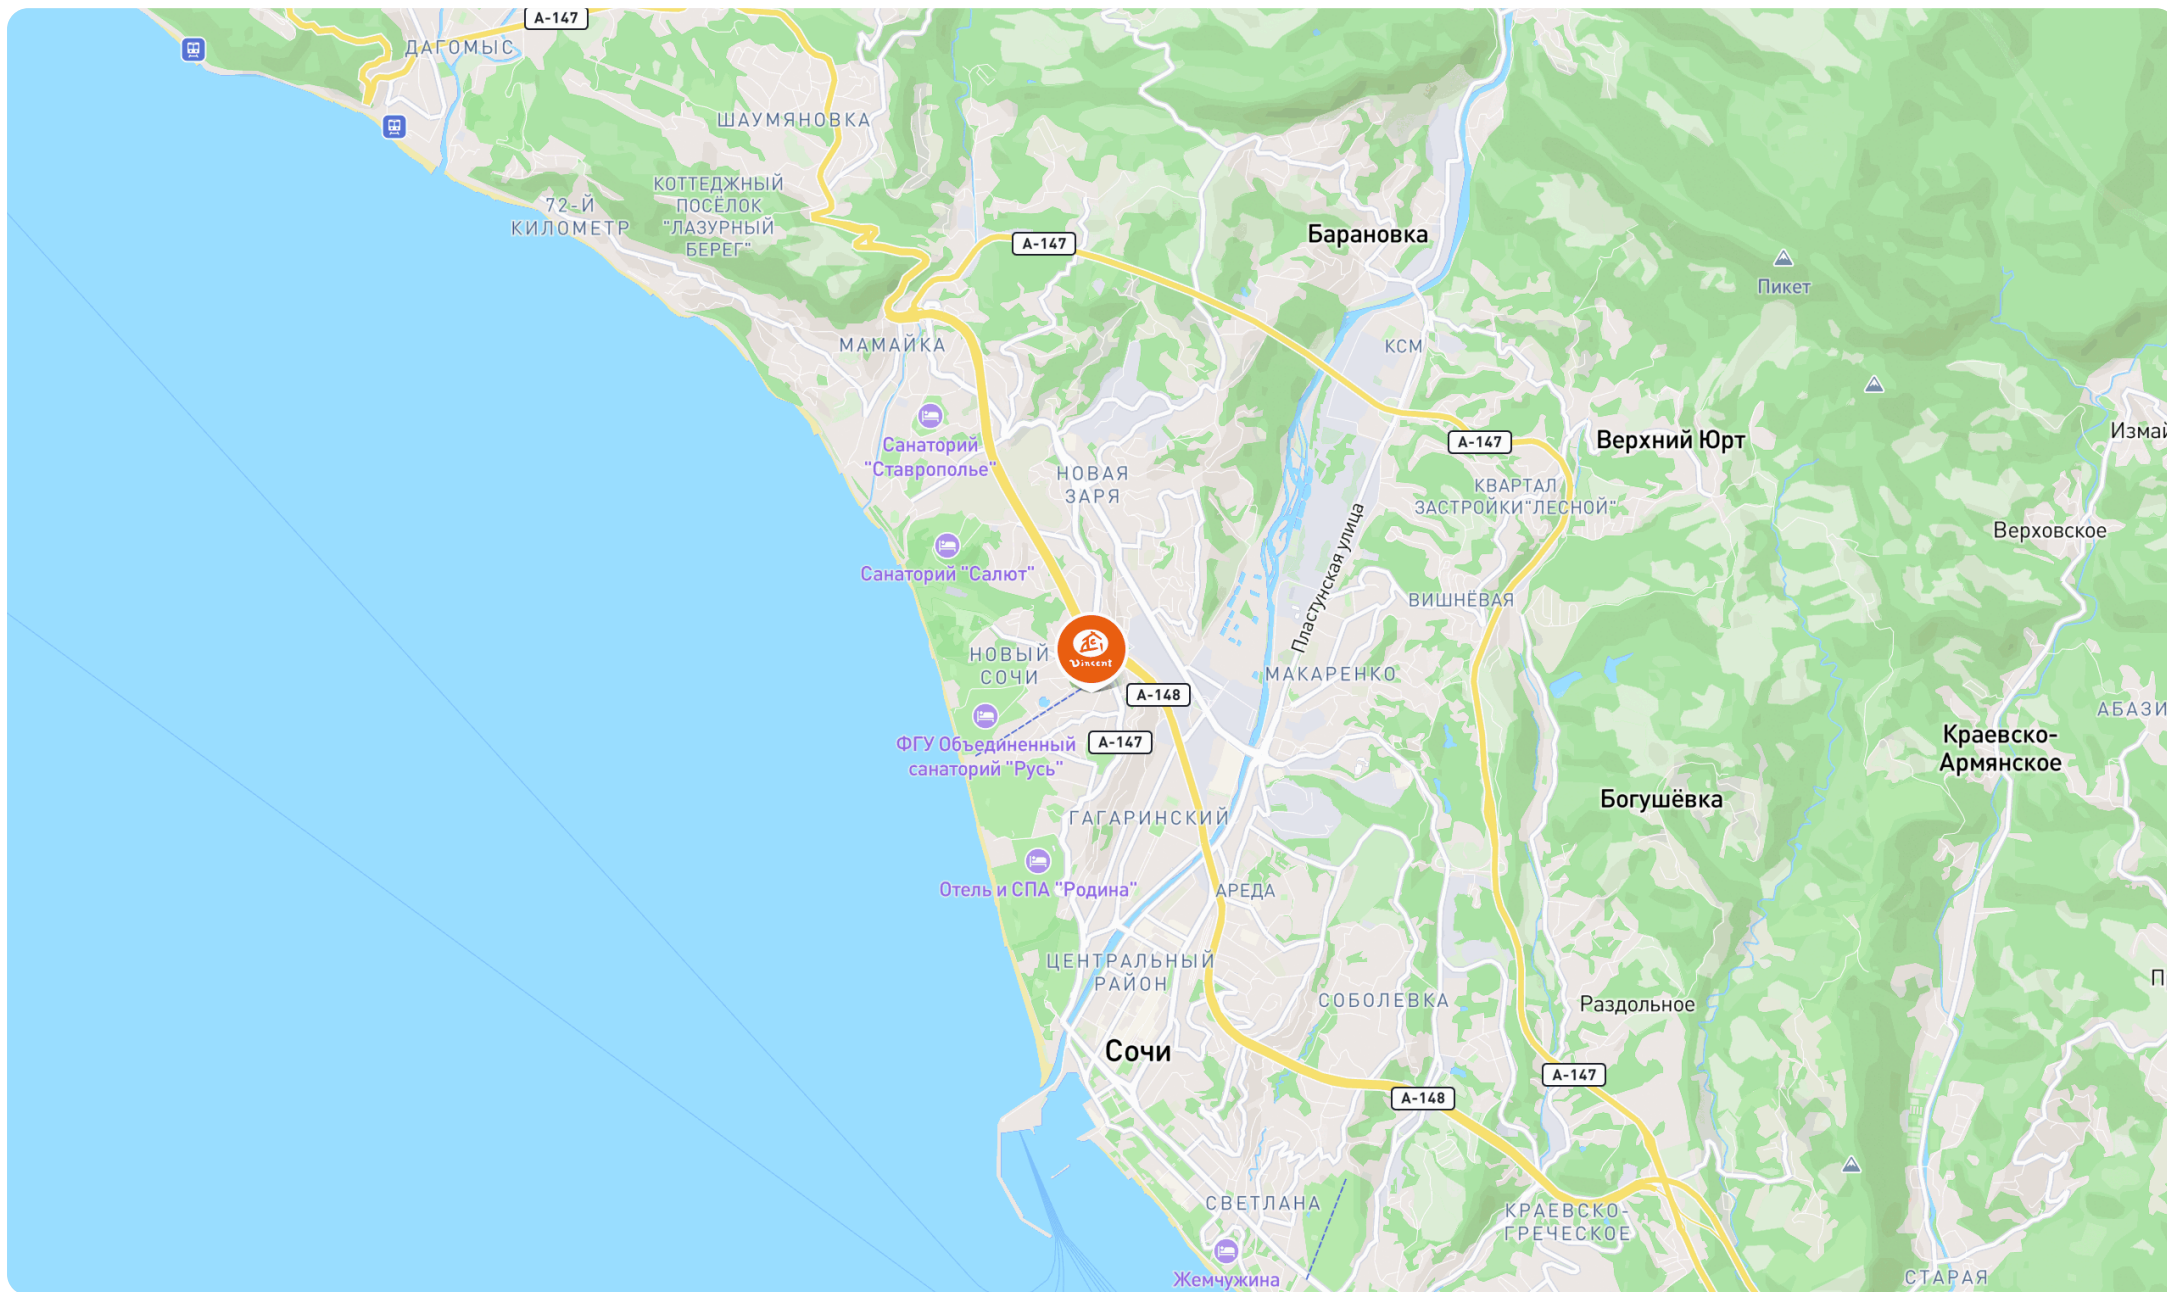 А-147
ДАГОМЫС
ШАУМЯНОВКА
КОТТЕДЖНЫЙ
ПОСЁЛОК
"ЛАЗУРНЫЙ
БЕРЕГ"
72-Й
КИЛОМЕТР
Барановка
А-147
Пикет
МАМАЙКА
КСМ
Санаторий
"Ставрополье"
НОВАЯ
ЗАРЯ
А-147
Верхний Юрт
Измай
КВАРТАЛ
ЗАСТРОЙКИ"ЛЕСНОЙ"
Верховское
Пластунская улица
Санаторий "Салют"
ВИШНЁВАЯ
Vincent
НОВЫЙ
СОЧИ
МАКАРЕНКО
А-148
АБАЗИ
ФГУ Объединенный
санаторий "Русь"
А-147
Краевско-
Армянское
Богушёвка
ГАГАРИНСКИЙ
Отель и СПА "Родина"
АРЕДА
ЦЕНТРАЛЬНЫЙ
РАЙОН
СОБОЛЕВКА
Раздольное
П
Сочи
А-147
А-148
СВЕТЛАНА
КРАЕВСКО-
ГРЕЧЕСКОЕ
Жемчужина
СТАРАЯ